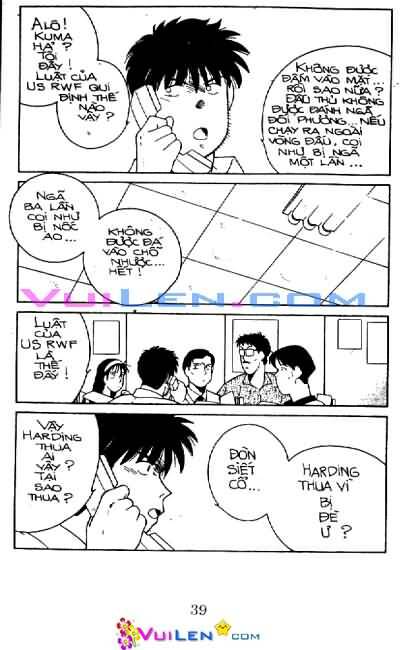 ALÔ!
KUMA
HẢ?
TÔI
ĐÂY!
LUẬT CỦA
US RWF QUI
ĐỊNH THẾ
NÀO
VẬY?
KHÔNG ĐƯỢC
ĐẤM VÀO MẶT...
RỒI SAO NỮA?
ĐẤU THỦ KHÔNG
ĐƯỢC ĐÁNH NGÃ
ĐỐI PHƯƠNG... NẾU
CHẠY RA NGOÀI
VÒNG ĐẤU, COI
NHƯ BỊ NGÃ
MỘT LẦN...
NGÃ
BA LẦN
COI NHƯ
BỊ NỐC
AO...
KHÔNG
ĐƯỢC ĐÁ
VÀO CHỖ
NHƯỢC...
HẾT!
VUILEN.COM
LUẬT
CỦA
US RWF
LÀ
THẾ
ĐẤY!
VẬY
HARDING
THUA
AI
VẬY?
TẠI
SAO
THUA?
ĐÒN
SIẾT
CỔ...
HARDING
THUA VÌ
BỊ
ĐÈ
Ư?
39
VUILEN.COM